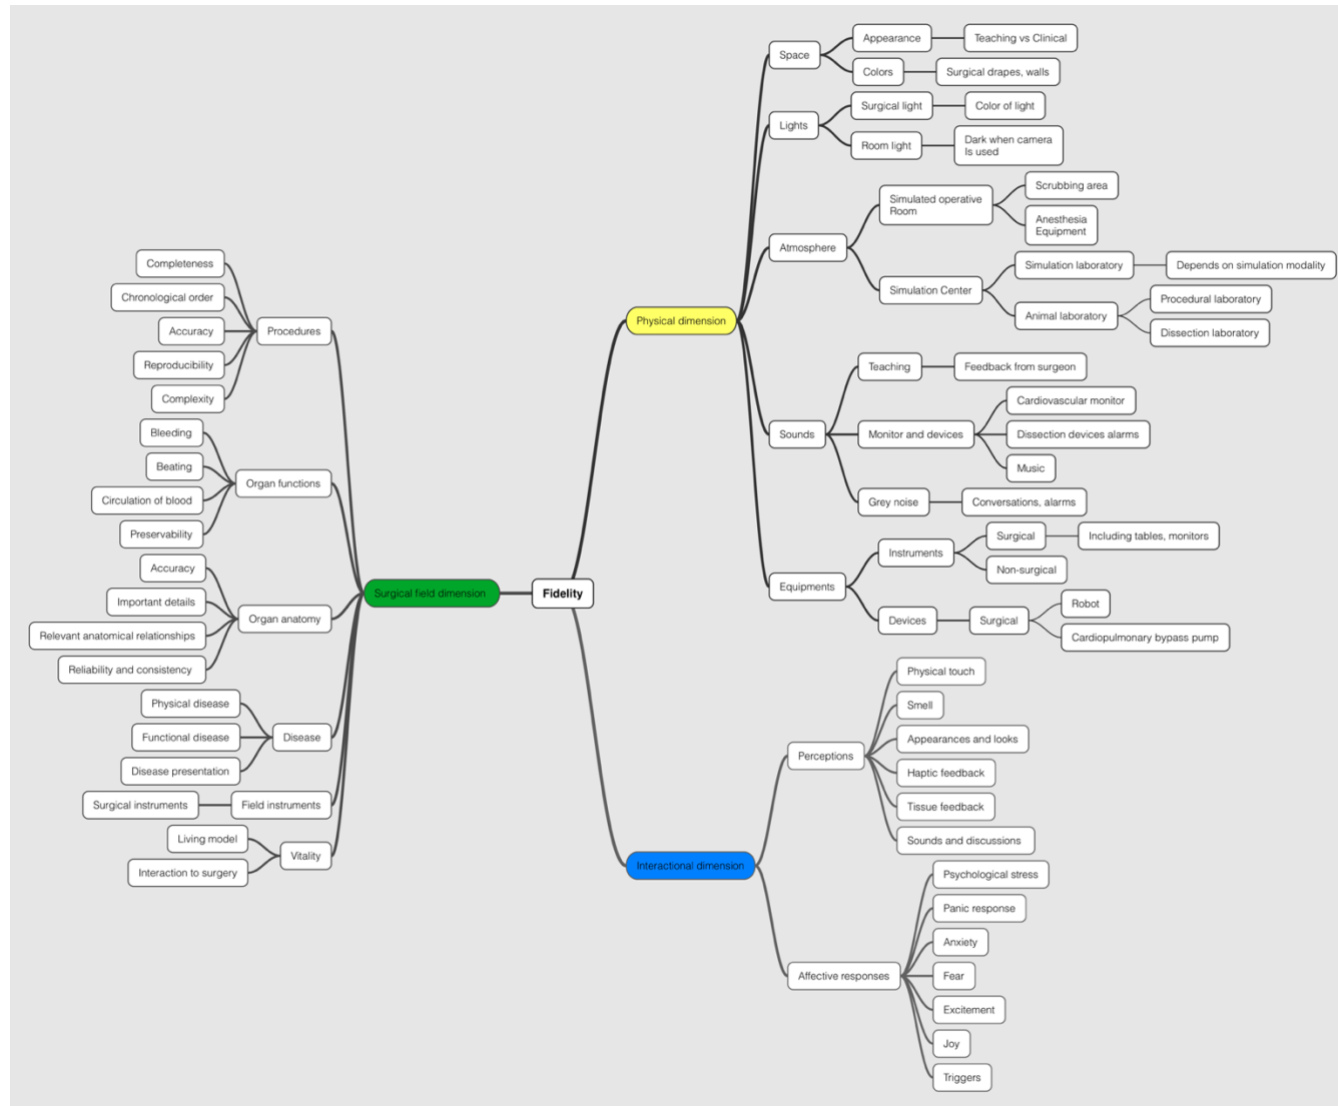 Fidelity
Physical dimension
Space
Appearance
Teaching vs Clinical
Colors
Surgical drapes, walls
Lights
Surgical light
Color of light
Room light
Dark when camera
Is used
Atmosphere
Simulated operative
Room
Scrubbing area
Anesthesia
Equipment
Simulation Center
Simulation laboratory
Depends on simulation modality
Animal laboratory
Procedural laboratory
Dissection laboratory
Sounds
Teaching
Feedback from surgeon
Monitor and devices
Cardiovascular monitor
Dissection devices alarms
Music
Grey noise
Conversations, alarms
Equipments
Instruments
Surgical
Including tables, monitors
Non-surgical
Devices
Surgical
Robot
Cardiopulmonary bypass pump
Interactional dimension
Perceptions
Physical touch
Smell
Appearances and looks
Haptic feedback
Tissue feedback
Sounds and discussions
Affective responses
Psychological stress
Panic response
Anxiety
Fear
Excitement
Joy
Triggers
Surgical field dimension
Procedures
Completeness
Chronological order
Accuracy
Reproducibility
Complexity
Organ functions
Bleeding
Beating
Circulation of blood
Preservability
Organ anatomy
Accuracy
Important details
Relevant anatomical relationships
Reliability and consistency
Disease
Physical disease
Functional disease
Disease presentation
Field instruments
Surgical instruments
Vitality
Living model
Interaction to surgery